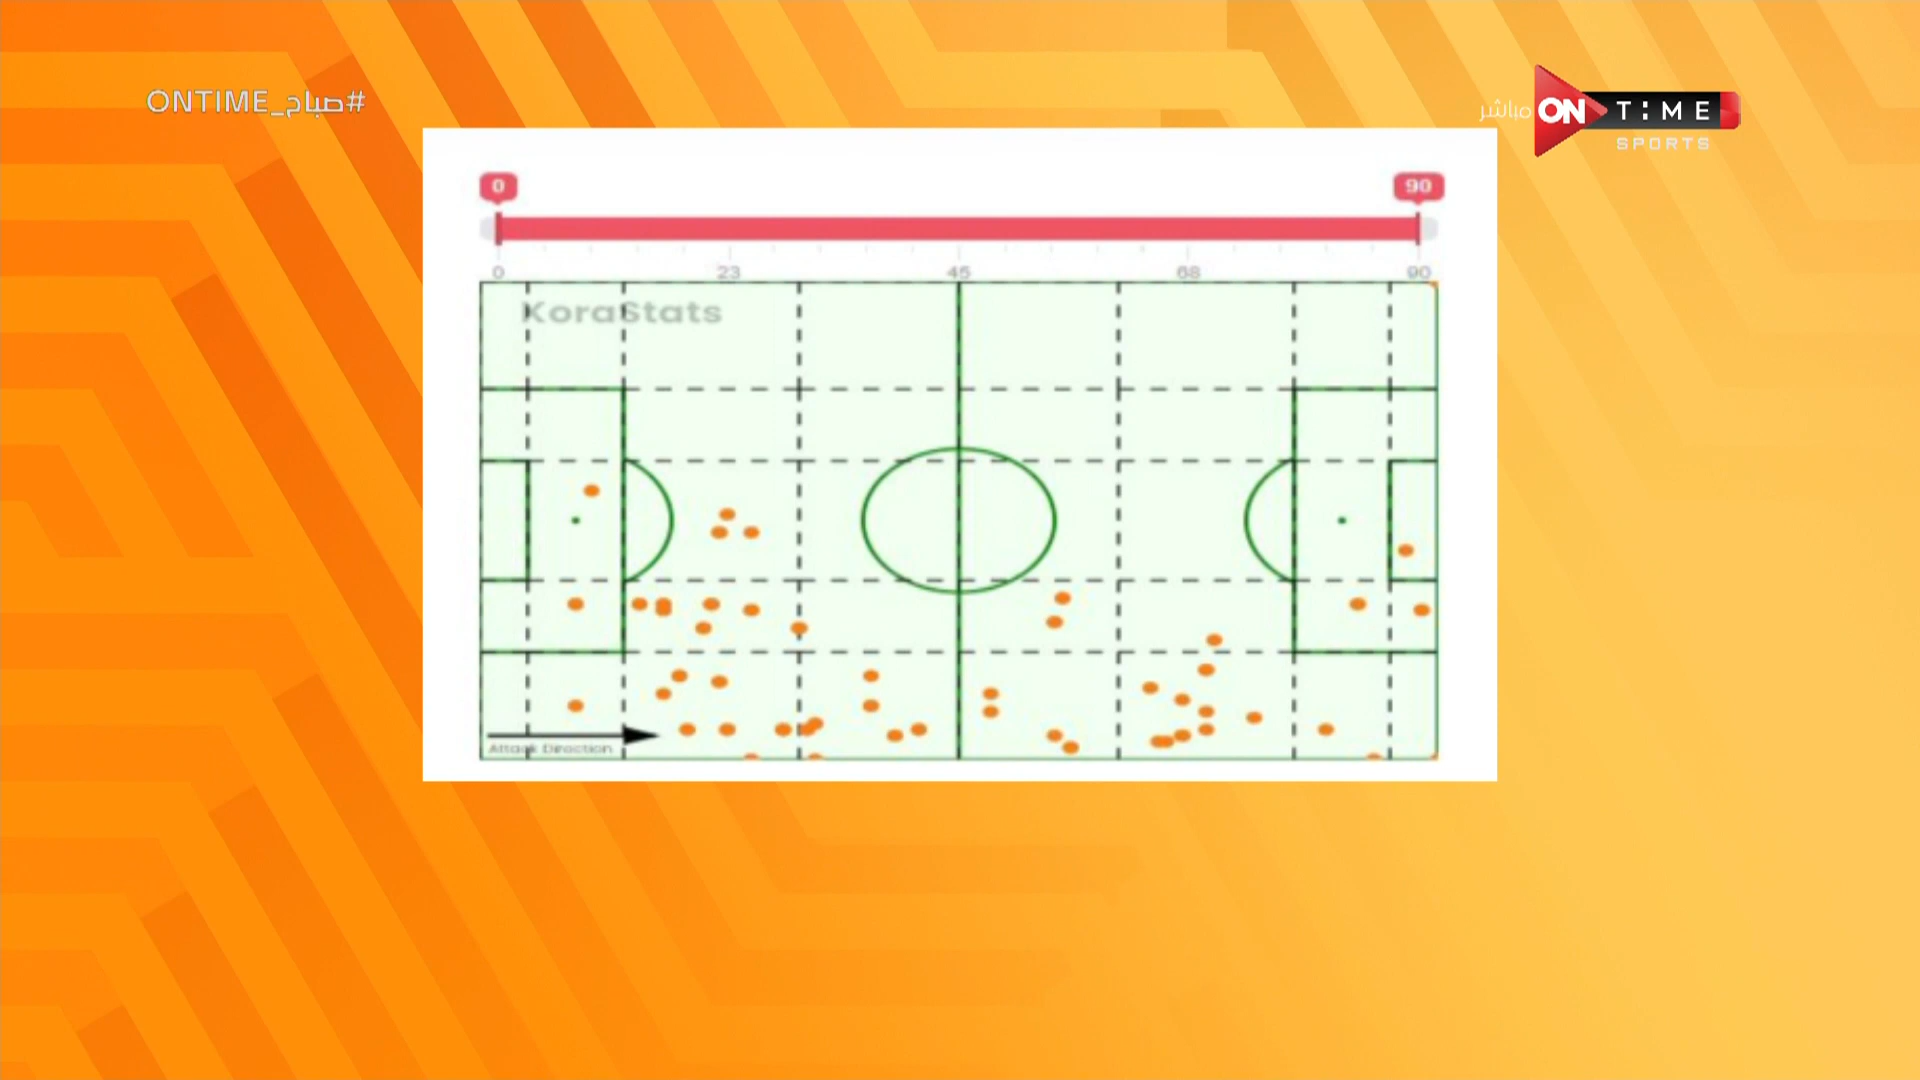 #صباح_ONTIME
مباشر ON TIME
SPORTS
0 90
0 23 45 68 90
KoraStats
Attack Direction